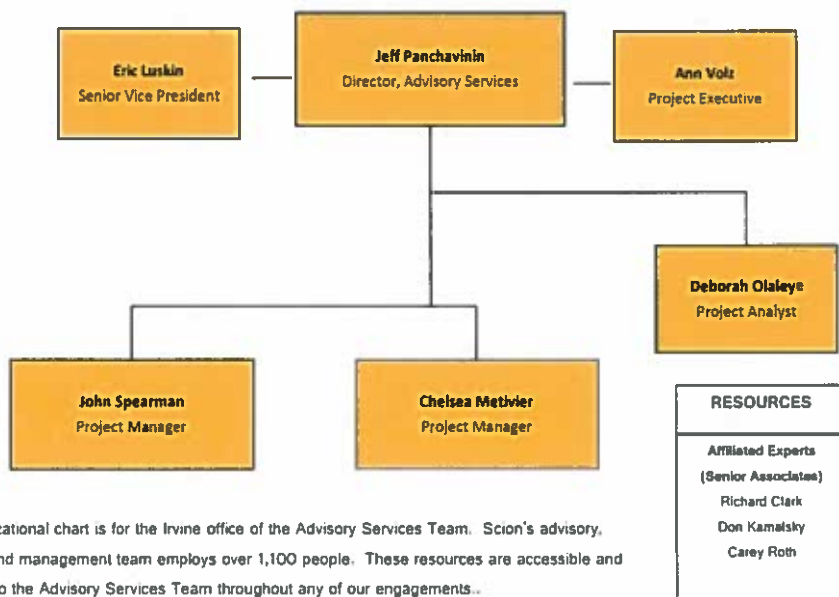 Jeff Panchavinin
Director, Advisory Services
Eric Luskin
Senior Vice President
Ann Volz
Project Executive
Deborah Olaleye
Project Analyst
John Spearman
Project Manager
Chelsea Metivier
Project Manager
RESOURCES
Affiliated Experts
(Senior Associates)
Richard Clark
Don Kamalsky
Carey Roth
zational chart is for the Irvine office of the Advisory Services Team. Scion's advisory,
nd management team employs over 1,100 people. These resources are accessible and
o the Advisory Services Team throughout any of our engagements..